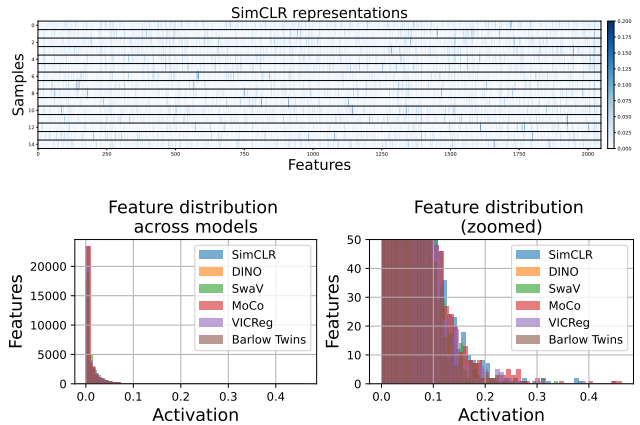 SimCLR representations
Samples
0
2
4
6
8
10
12
14
0 250 500 750 1000 1250 1500 1750 2000
Features
0.200
0.175
0.150
0.125
0.100
0.075
0.050
0.025
0.000
Feature distribution
across models
Features
20000
15000
10000
5000
0
SimCLR
DINO
SwaV
MoCo
VICReg
Barlow Twins
0.0 0.1 0.2 0.3 0.4
Activation
Feature distribution
(zoomed)
Features
50
40
30
20
10
0
SimCLR
DINO
SwaV
MoCo
VICReg
Barlow Twins
0.0 0.1 0.2 0.3 0.4
Activation